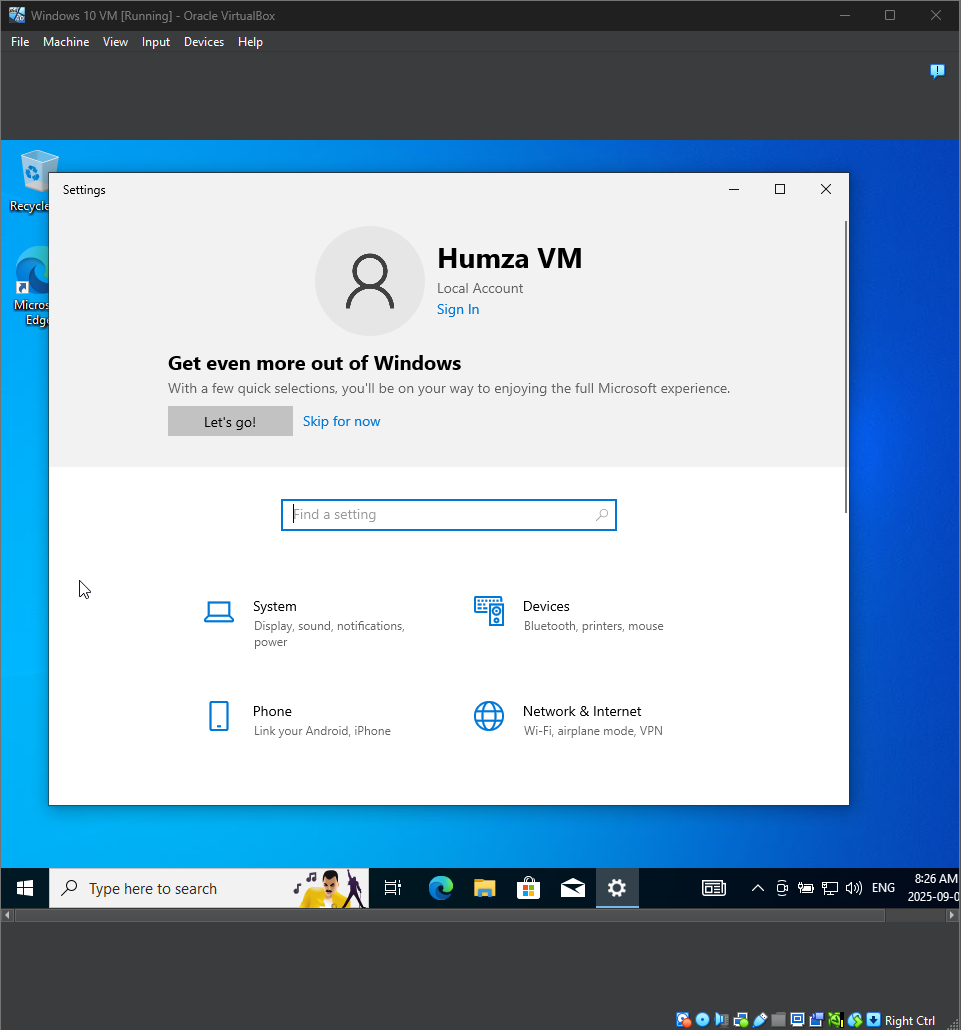 Windows 10 VM [Running] - Oracle VirtualBox
File Machine View Input Devices Help
Recycle
Settings
Humza VM
Local Account
Sign In
Micros
Edge
Get even more out of Windows
With a few quick selections, you'll be on your way to enjoying the full Microsoft experience.
Let's go! Skip for now
Find a setting
System
Display, sound, notifications,
power
Devices
Bluetooth, printers, mouse
Phone
Link your Android, iPhone
Network & Internet
Wi-Fi, airplane mode, VPN
Type here to search
ENG
8:26 AM
2025-09-0
Right Ctrl